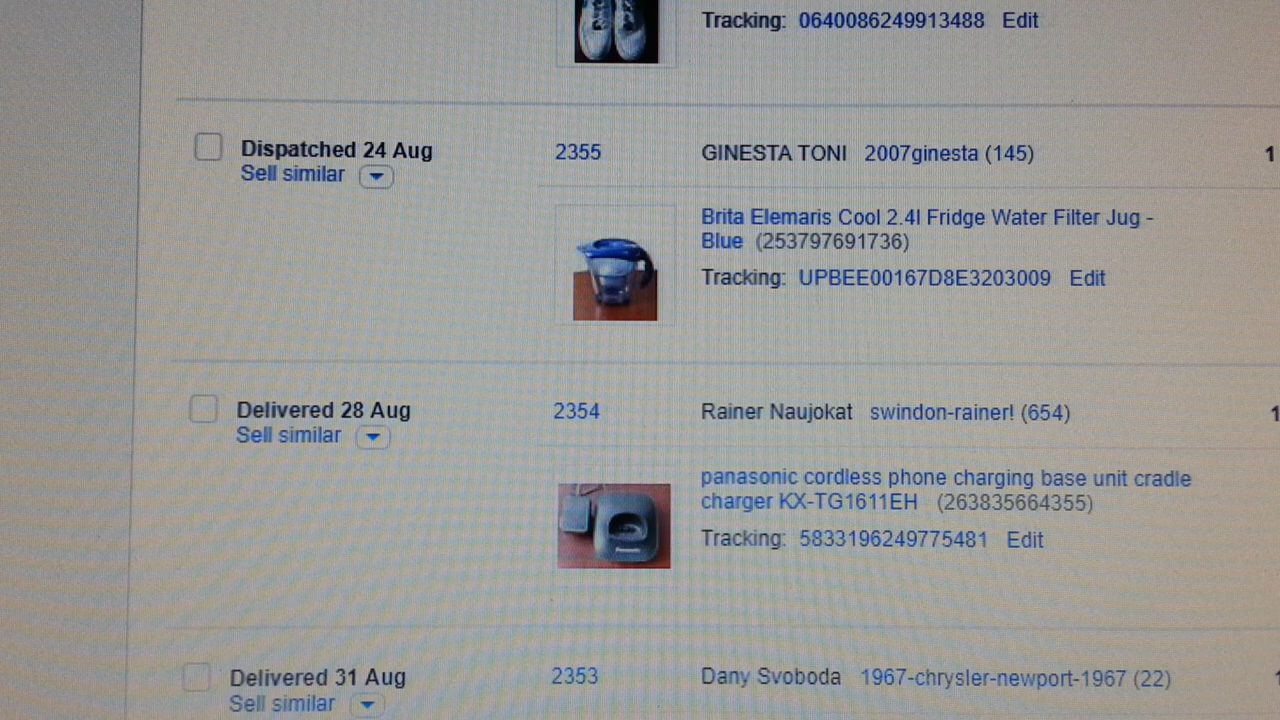 Tracking: 0640086249913488 Edit
Dispatched 24 Aug 2355 GINESTA TONI 2007ginesta (145) 1
Sell similar
Brita Elemaris Cool 2.4l Fridge Water Filter Jug -
Blue (253797691736)
Tracking: UPBEE00167D8E3203009 Edit
Delivered 28 Aug 2354 Rainer Naujokat swindon-rainer! (654) 1
Sell similar
panasonic cordless phone charging base unit cradle
charger KX-TG1611EH (263835664355)
Panasonic
Tracking: 5833196249775481 Edit
Delivered 31 Aug 2353 Dany Svoboda 1967-chrysler-newport-1967 (22) 1
Sell similar